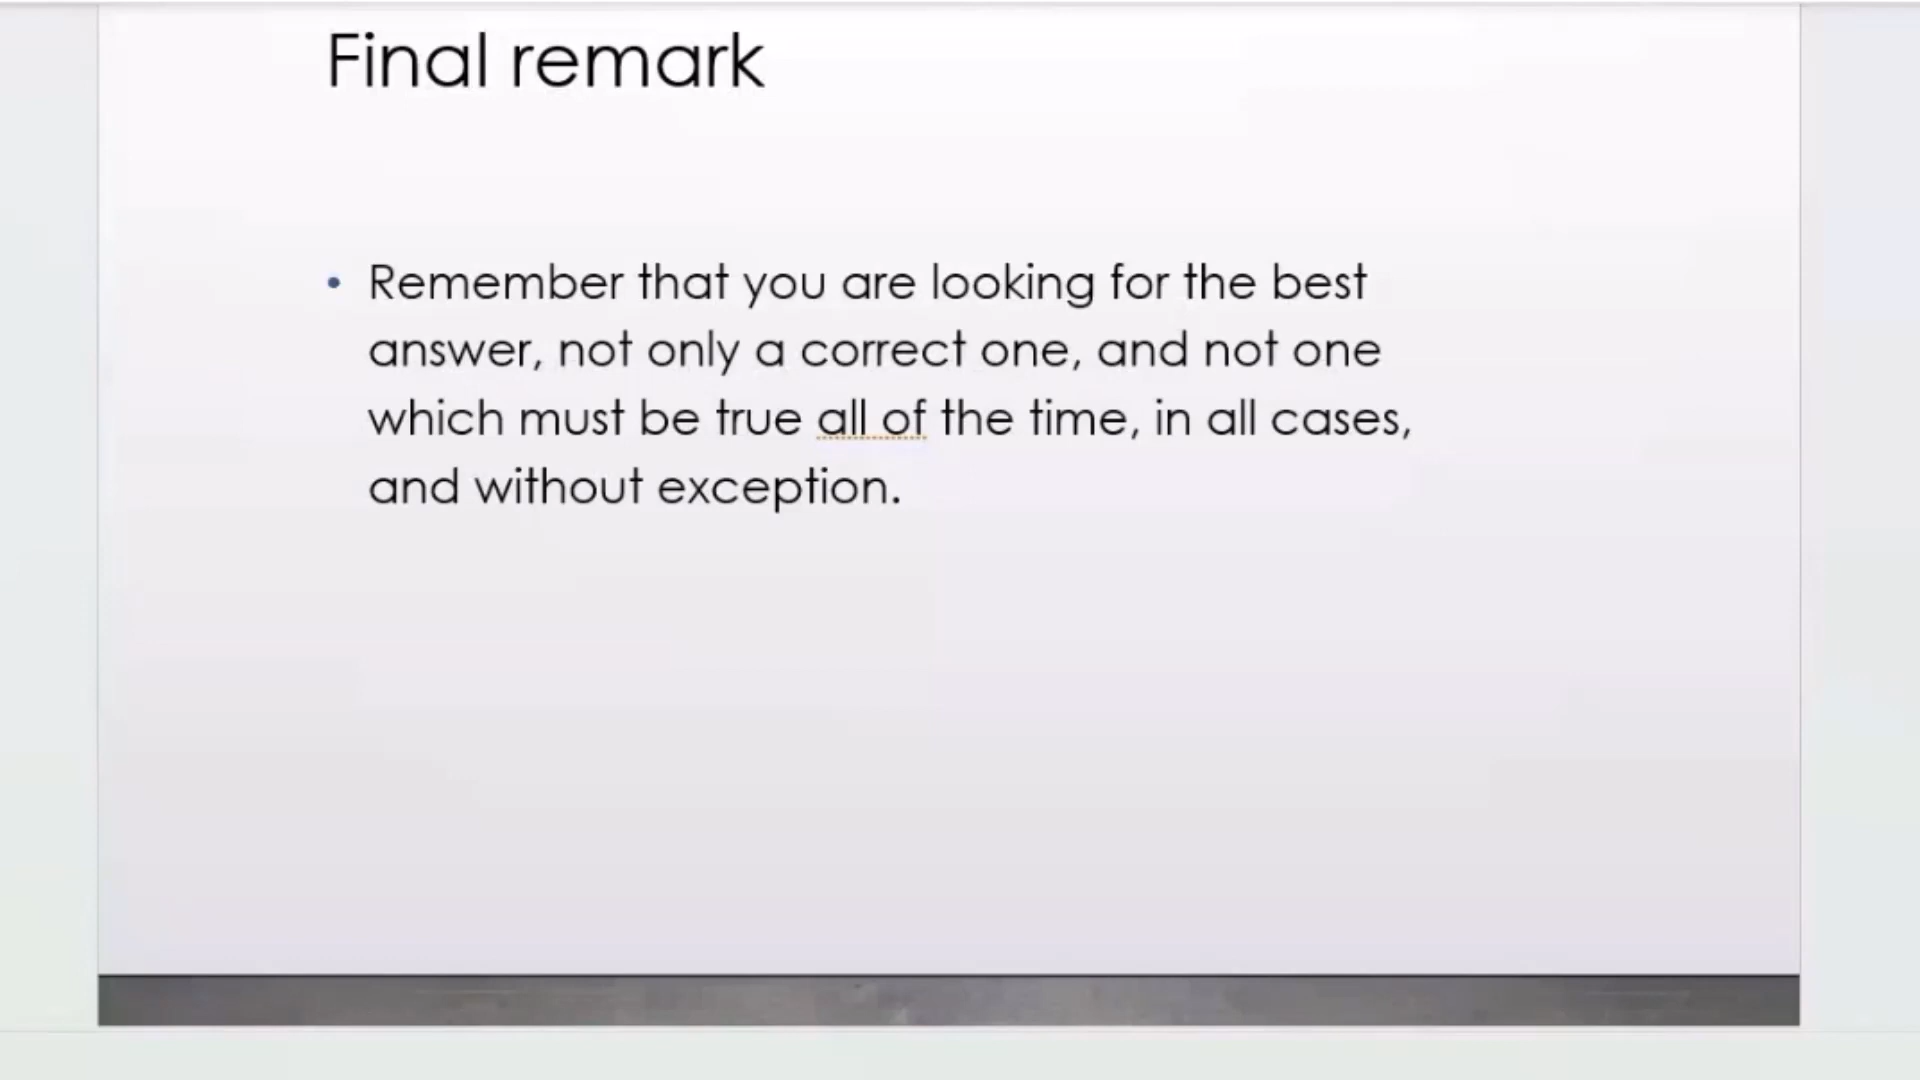 Final remark
• Remember that you are looking for the best
answer, not only a correct one, and not one
which must be true all of the time, in all cases,
and without exception.